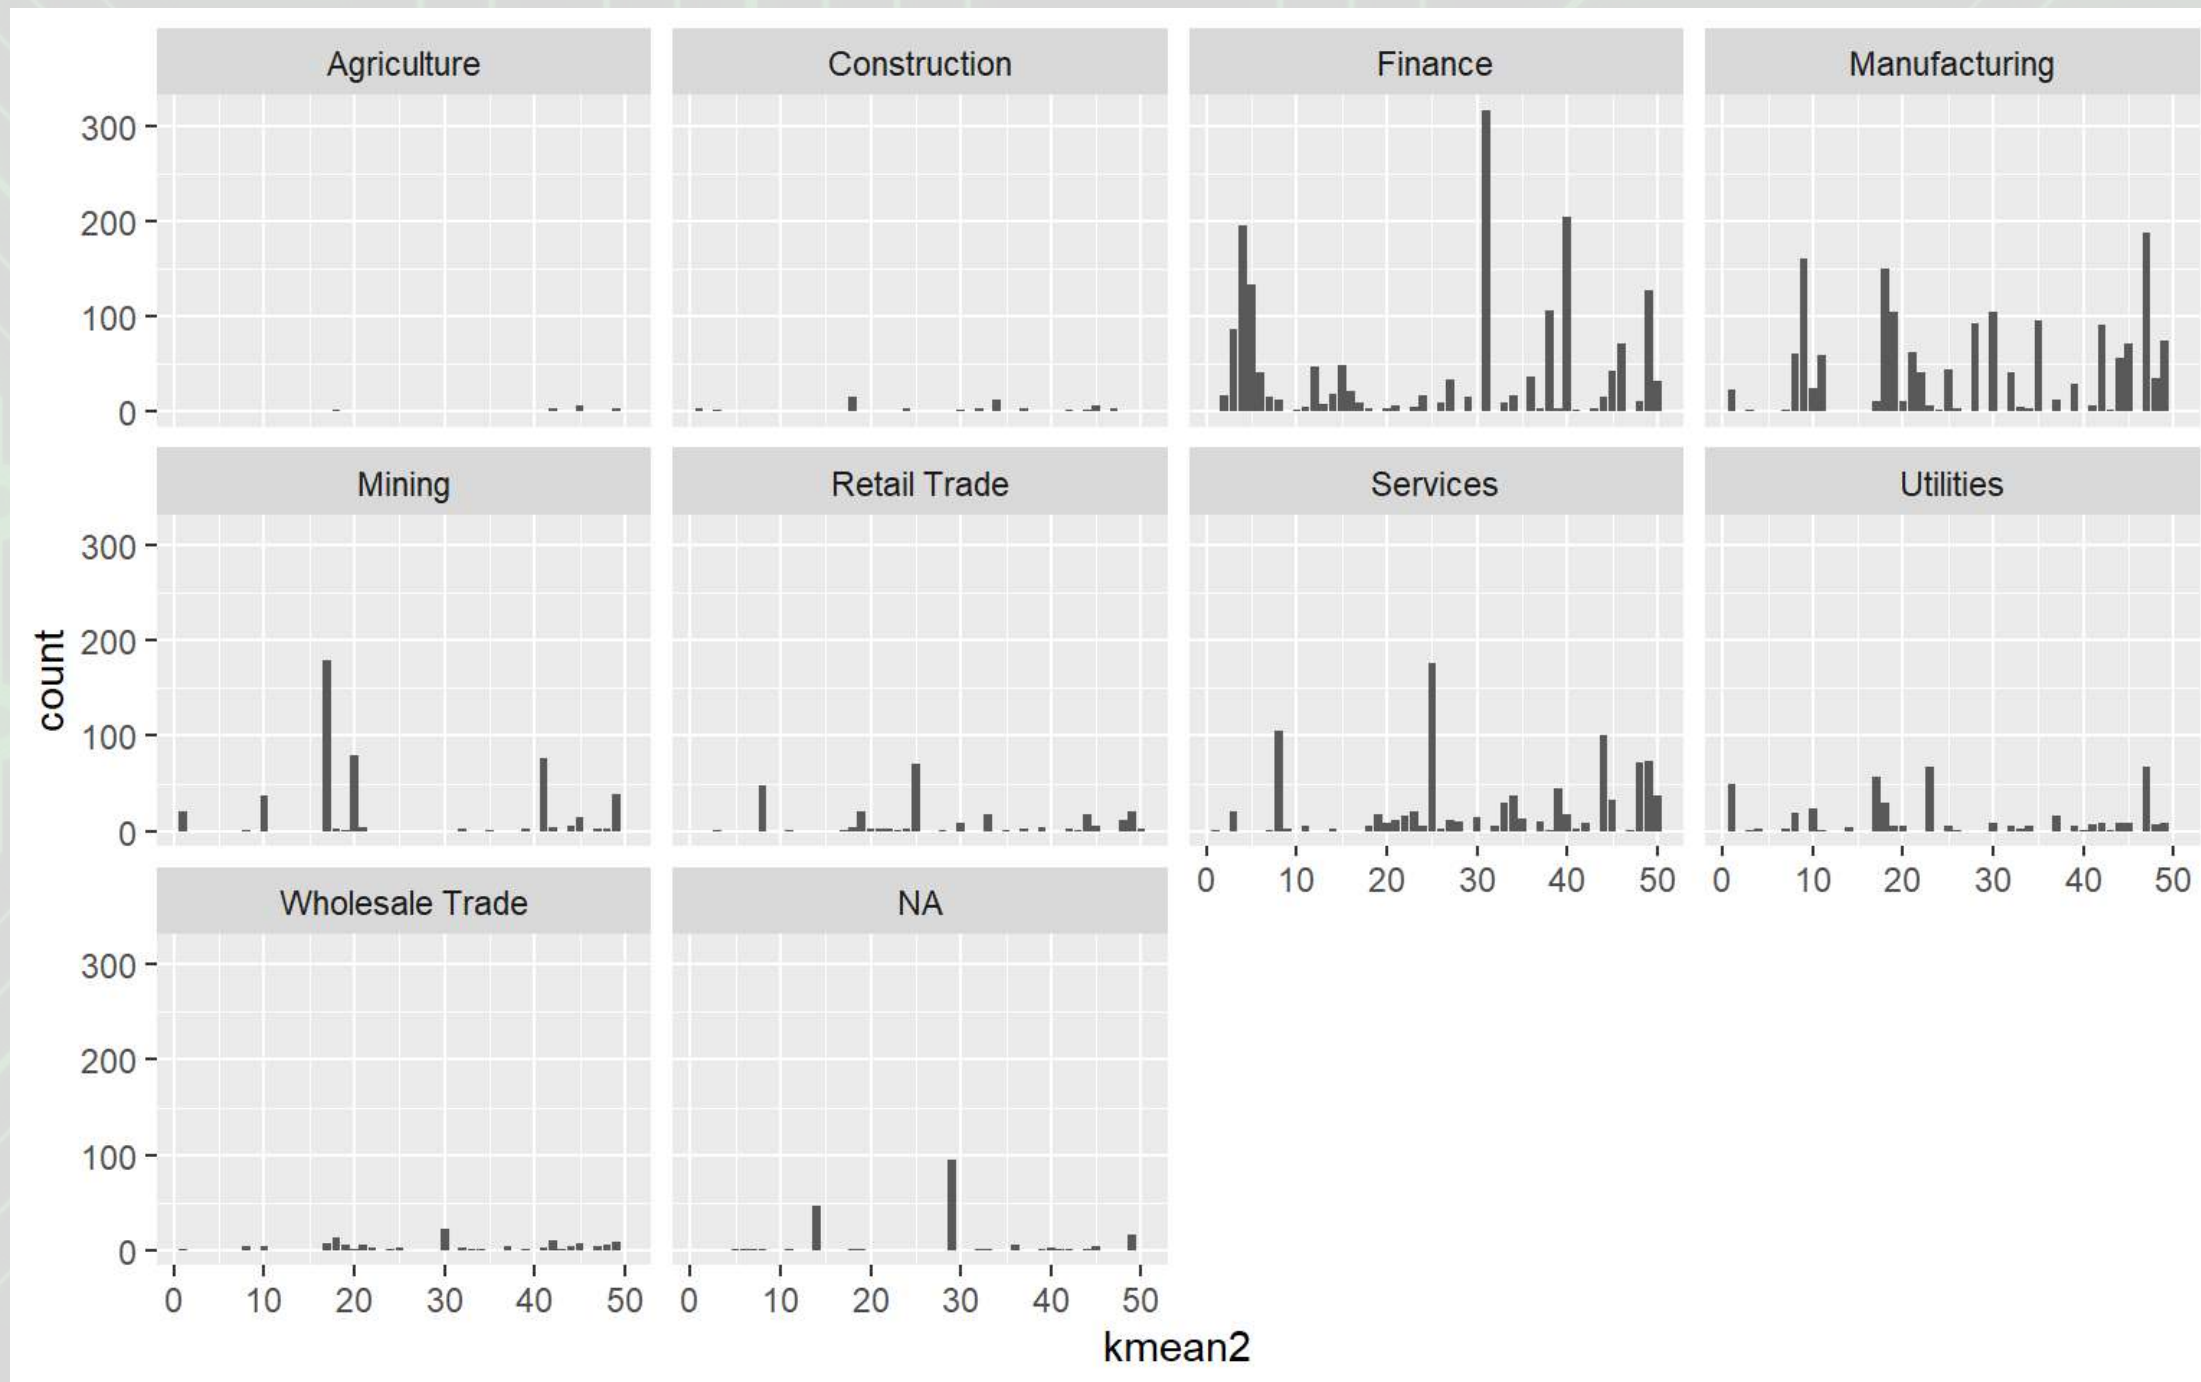 Agriculture Construction Finance Manufacturing
300
200
100
0
Mining Retail Trade Services Utilities
300
200
100
0
0 10 20 30 40 50 0 10 20 30 40 50
Wholesale Trade NA
300
200
100
0
0 10 20 30 40 50 0 10 20 30 40 50
count
kmean2